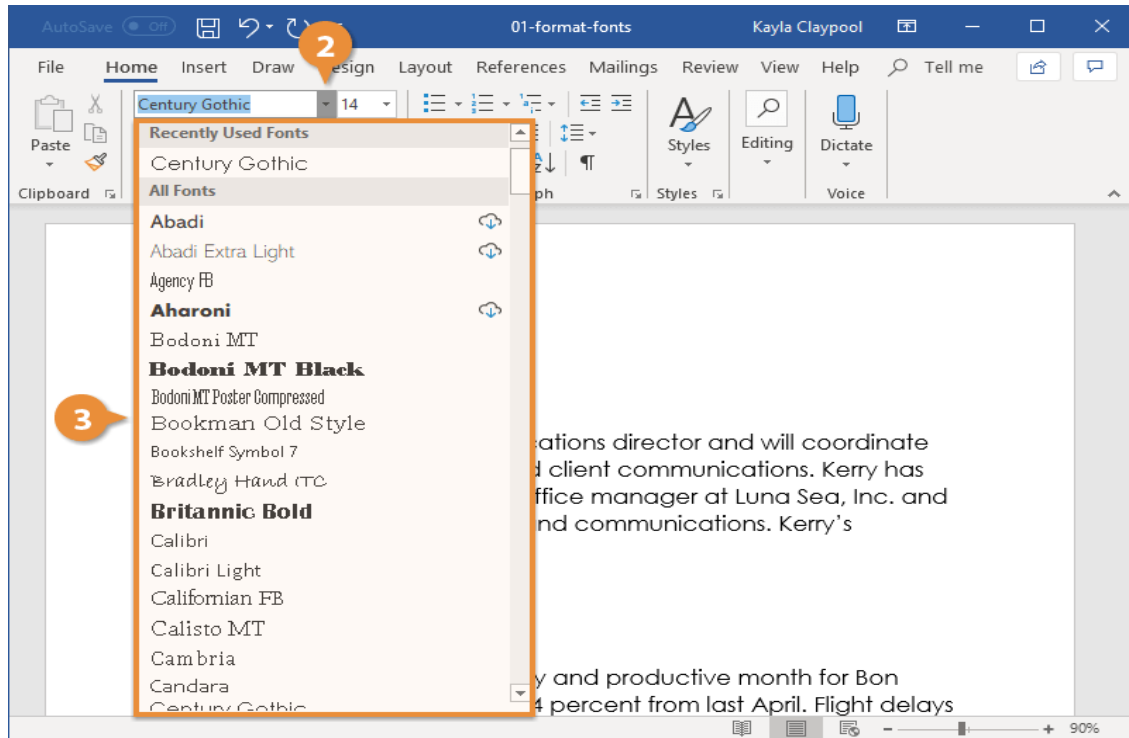 AutoSave Off 01-format-fonts Kayla Claypool
2
File Home Insert Draw Design Layout References Mailings Review View Help Tell me
Century Gothic 14
Paste
Styles
Editing
Dictate
Clipboard
Styles
Voice
Recently Used Fonts
Century Gothic
All Fonts
Abadi
Abadi Extra Light
Agency FB
Aharoni
Bodoni MT
Bodoni MT Black
Bodoni MT Poster Compressed
3
Bookman Old Style
Bookshelf Symbol 7
Bradley Hand ITC
Britannic Bold
Calibri
Calibri Light
Californian FB
Calisto MT
Cambria
Candara
Century Gothic
director and will coordinate
client communications. Kerry has
manager at Luna Sea, Inc. and
and communications. Kerry's
and productive month for Bon
4 percent from last April. Flight delays
90%